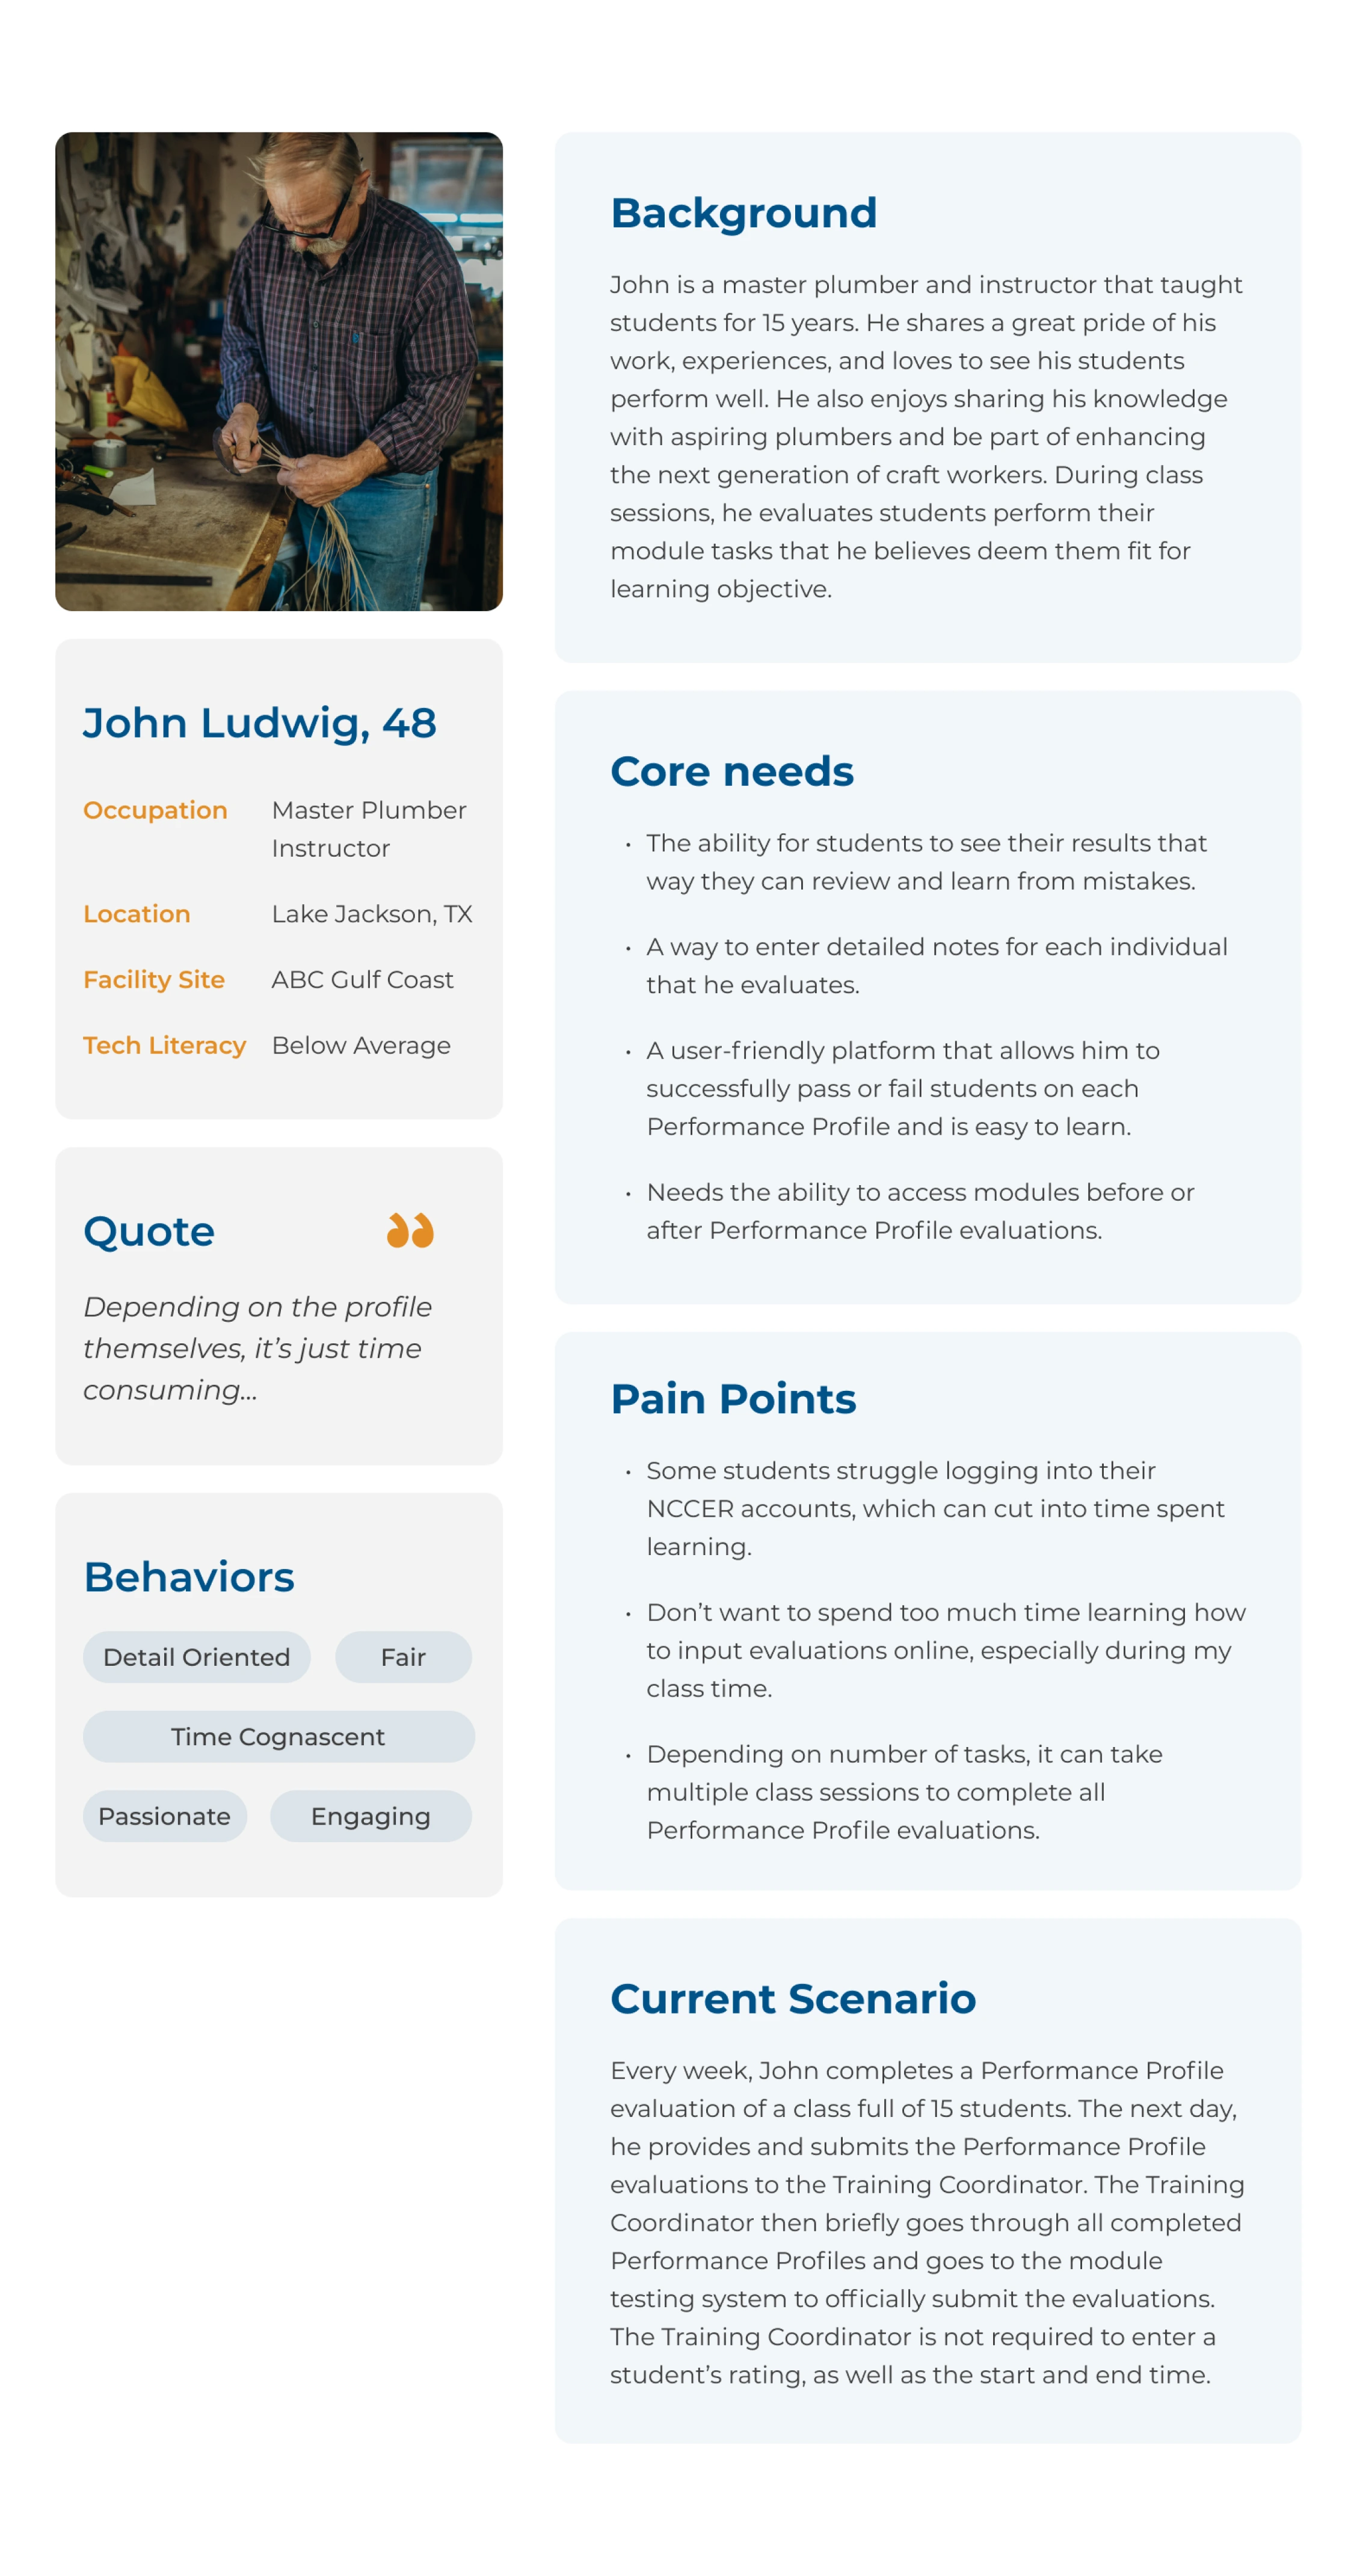 John Ludwig, 48
Occupation Master Plumber
Instructor
Location Lake Jackson, TX
Facility Site ABC Gulf Coast
Tech Literacy Below Average
Quote “
Depending on the profile
themselves, it’s just time
consuming...
Behaviors
Detail Oriented Fair
Time Cognascent
Passionate Engaging
Background
John is a master plumber and instructor that taught
students for 15 years. He shares a great pride of his
work, experiences, and loves to see his students
perform well. He also enjoys sharing his knowledge
with aspiring plumbers and be part of enhancing
the next generation of craft workers. During class
sessions, he evaluates students perform their
module tasks that he believes deem them fit for
learning objective.
Core needs
• The ability for students to see their results that
way they can review and learn from mistakes.
• A way to enter detailed notes for each individual
that he evaluates.
• A user-friendly platform that allows him to
successfully pass or fail students on each
Performance Profile and is easy to learn.
• Needs the ability to access modules before or
after Performance Profile evaluations.
Pain Points
• Some students struggle logging into their
NCCER accounts, which can cut into time spent
learning.
• Don’t want to spend too much time learning how
to input evaluations online, especially during my
class time.
• Depending on number of tasks, it can take
multiple class sessions to complete all
Performance Profile evaluations.
Current Scenario
Every week, John completes a Performance Profile
evaluation of a class full of 15 students. The next day,
he provides and submits the Performance Profile
evaluations to the Training Coordinator. The Training
Coordinator then briefly goes through all completed
Performance Profiles and goes to the module
testing system to officially submit the evaluations.
The Training Coordinator is not required to enter a
student’s rating, as well as the start and end time.